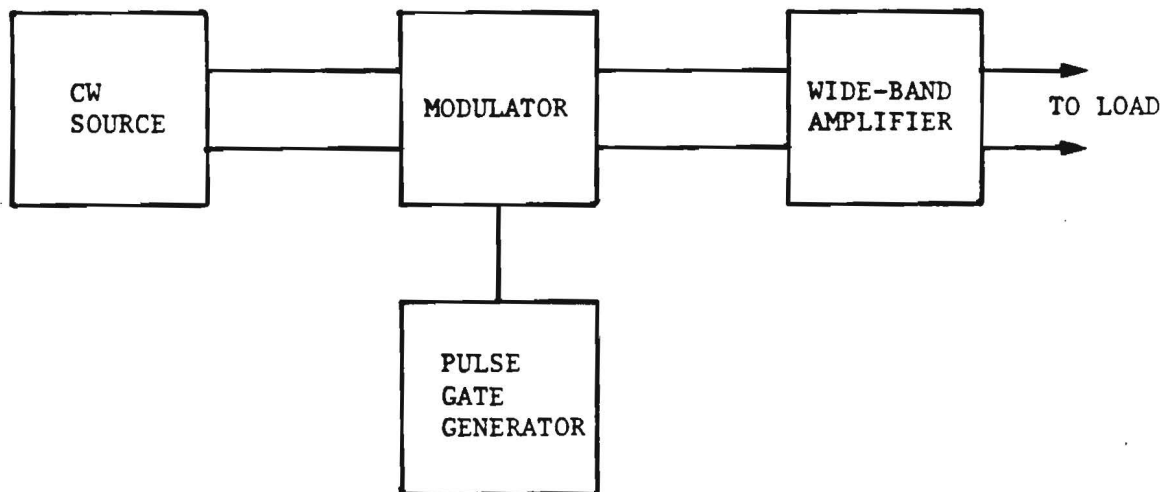 CW
SOURCE
MODULATOR
WIDE-BAND
AMPLIFIER
TO LOAD
PULSE
GATE
GENERATOR